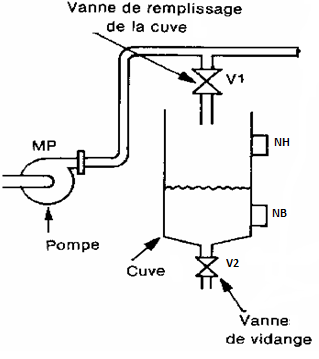 Vanne de remplissage
de la cuve
V1
MP
NH
NB
Pompe
Cuve
V2
Vanne
de vidange